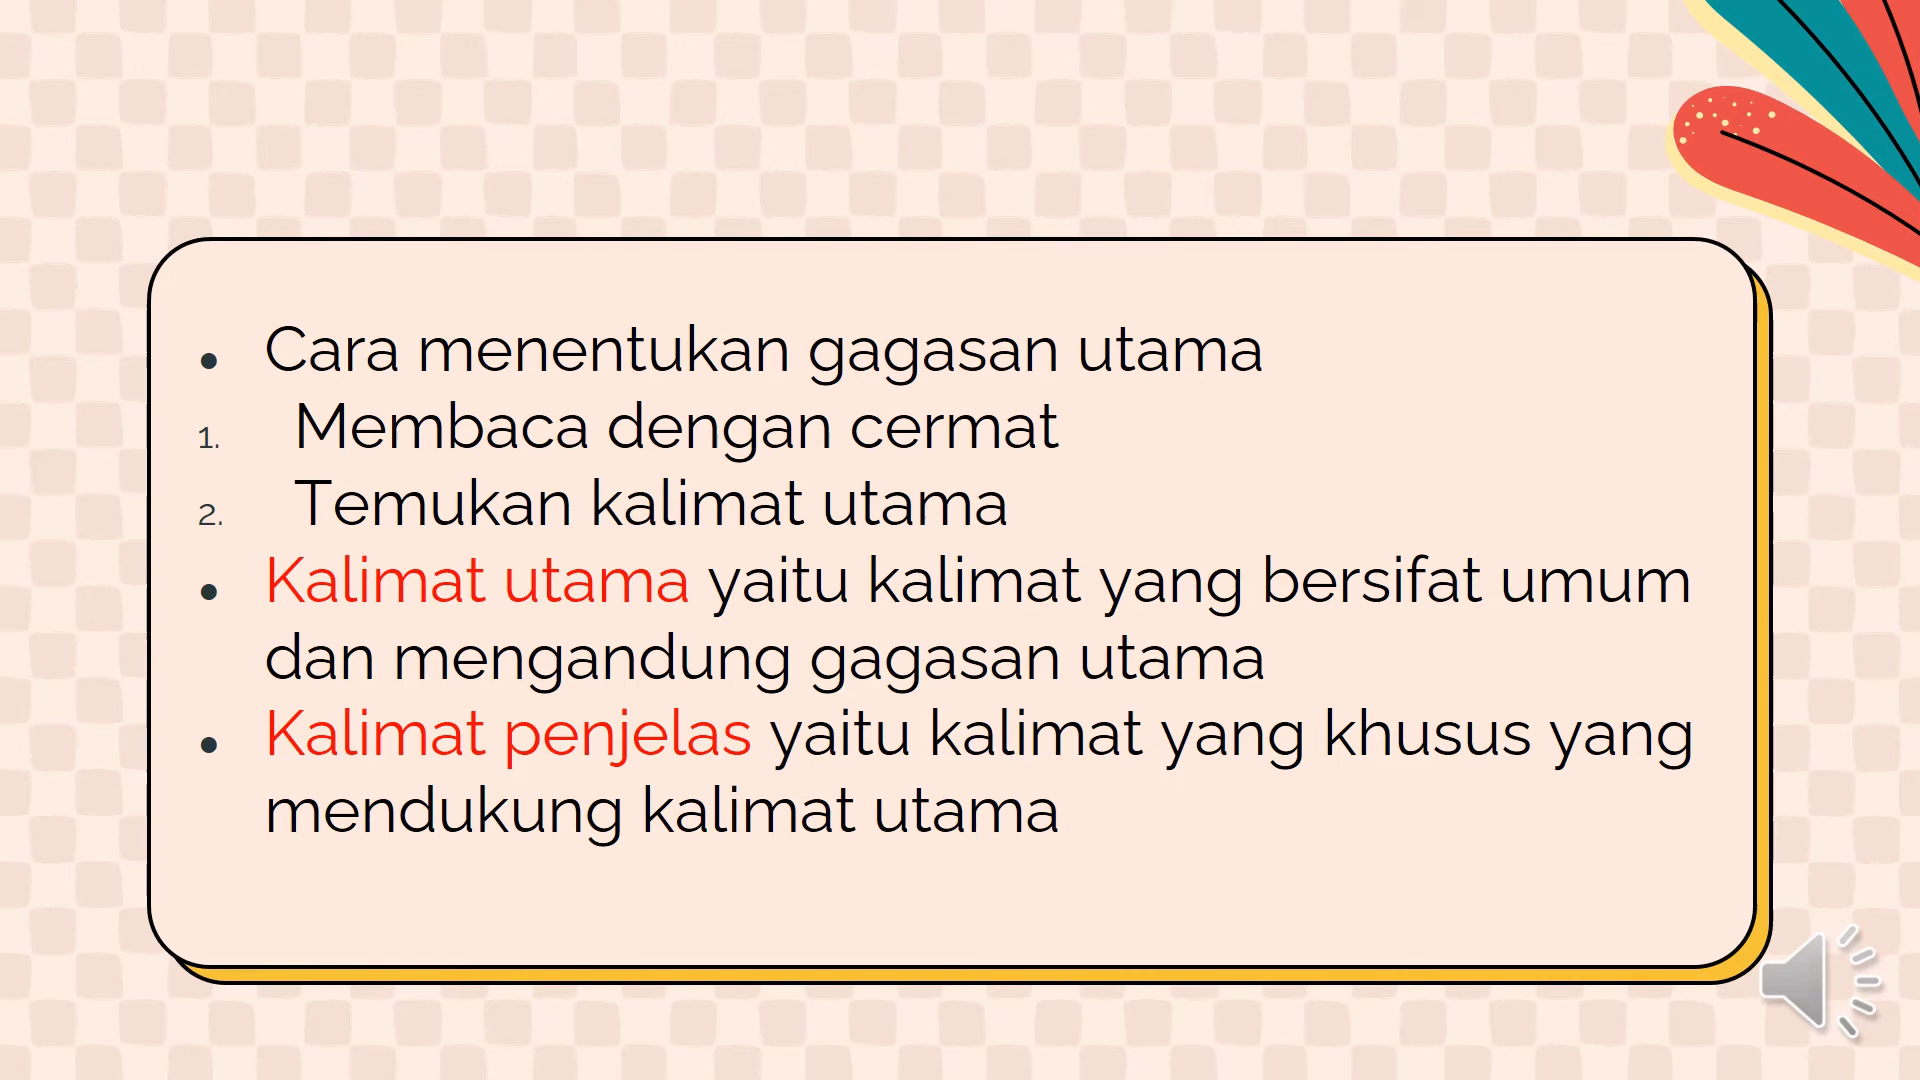 • Cara menentukan gagasan utama
1. Membaca dengan cermat
2. Temukan kalimat utama
• Kalimat utama yaitu kalimat yang bersifat umum
dan mengandung gagasan utama
• Kalimat penjelas yaitu kalimat yang khusus yang
mendukung kalimat utama